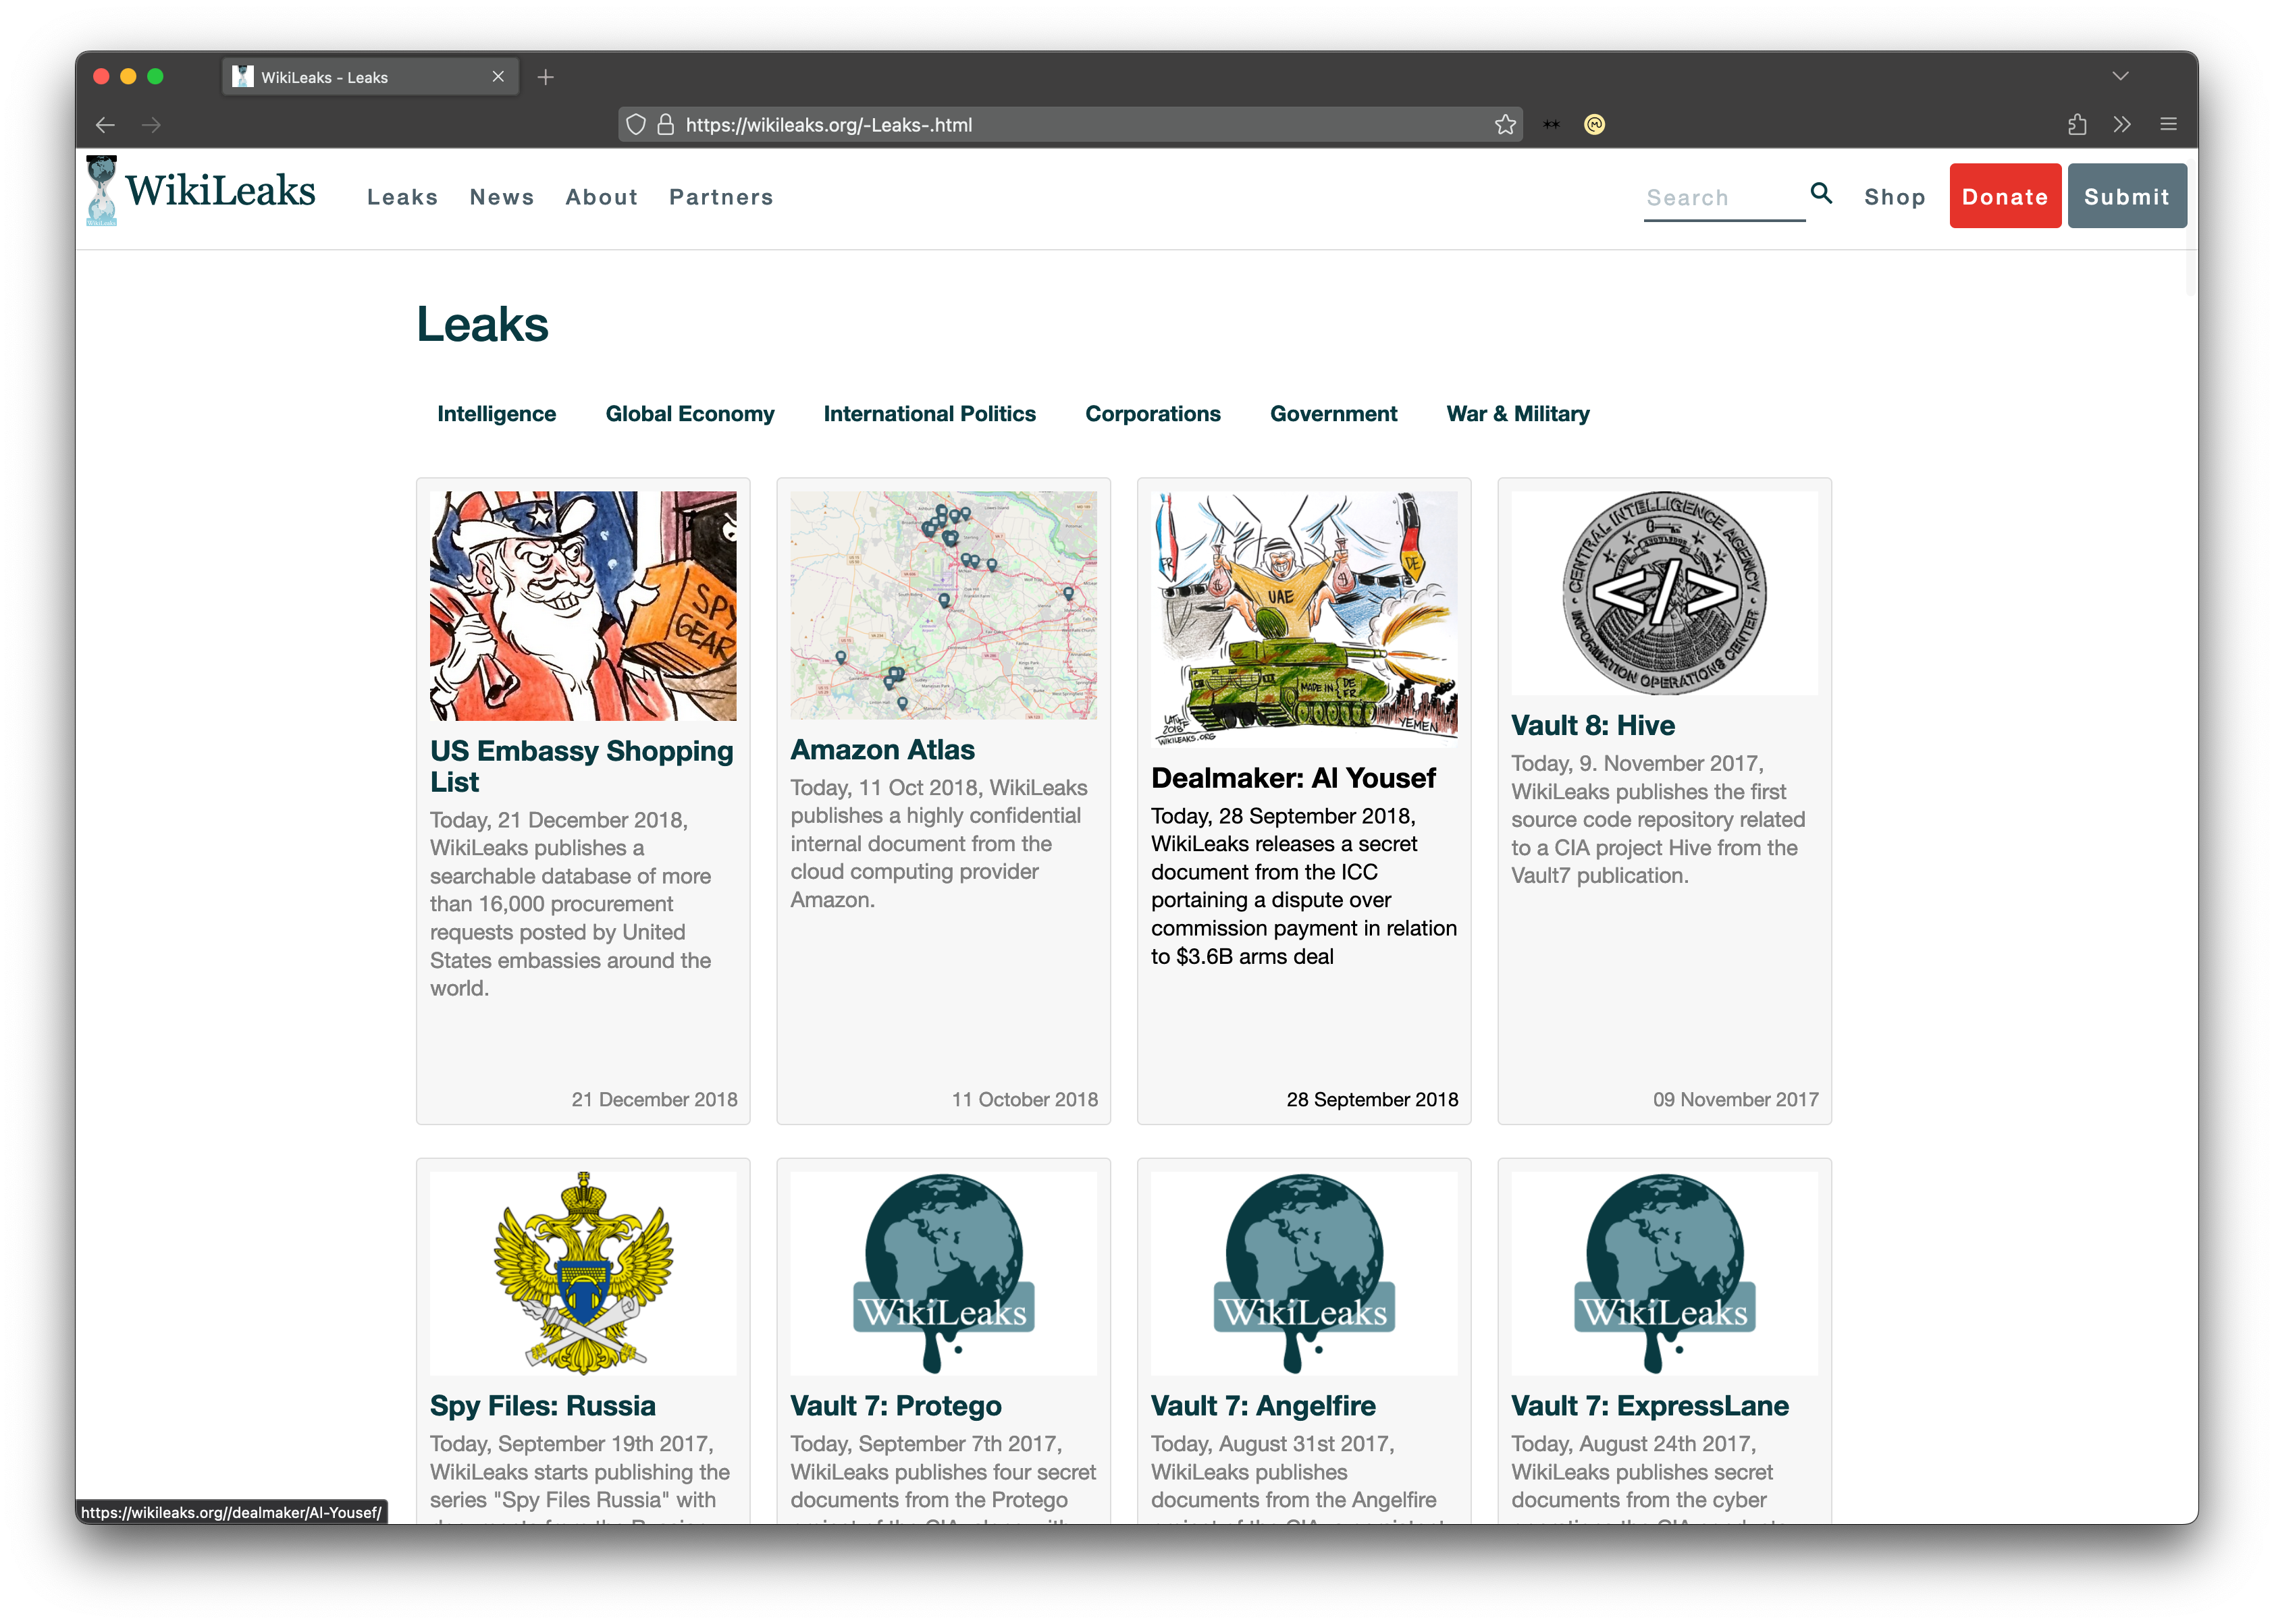 WikiLeaks - Leaks
https://wikileaks.org/-Leaks-.html
WikiLeaks
Leaks News About Partners
Search
Shop Donate Submit
Leaks
Intelligence Global Economy International Politics Corporations Government War & Military
SPY
GEAR
US Embassy Shopping
List
Today, 21 December 2018,
WikiLeaks publishes a
searchable database of more
than 16,000 procurement
requests posted by United
States embassies around the
world.
21 December 2018
Amazon Atlas
Today, 11 Oct 2018, WikiLeaks
publishes a highly confidential
internal document from the
cloud computing provider
Amazon.
11 October 2018
FR
DE
UAE
$
$
MADE IN DE
FR
YEMEN
LATUFF
2018
WIKILEAKS.ORG
Dealmaker: Al Yousef
Today, 28 September 2018,
WikiLeaks releases a secret
document from the ICC
portaining a dispute over
commission payment in relation
to $3.6B arms deal
28 September 2018
CENTRAL INTELLIGENCE AGENCY
</>
INFORMATION OPERATIONS CENTER
Vault 8: Hive
Today, 9. November 2017,
WikiLeaks publishes the first
source code repository related
to a CIA project Hive from the
Vault7 publication.
09 November 2017
Spy Files: Russia
Today, September 19th 2017,
WikiLeaks starts publishing the
series "Spy Files Russia" with
WikiLeaks
Vault 7: Protego
Today, September 7th 2017,
WikiLeaks publishes four secret
documents from the Protego
WikiLeaks
Vault 7: Angelfire
Today, August 31st 2017,
WikiLeaks publishes
documents from the Angelfire
WikiLeaks
Vault 7: ExpressLane
Today, August 24th 2017,
WikiLeaks publishes secret
documents from the cyber
https://wikileaks.org//dealmaker/Al-Yousef/